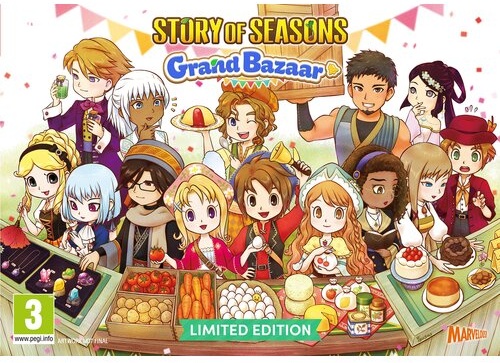 STORY OF SEASONS
Grand Bazaar
3
www.pegi.info
ARTWORK NOT FINAL
LIMITED EDITION
MARVELOUS!